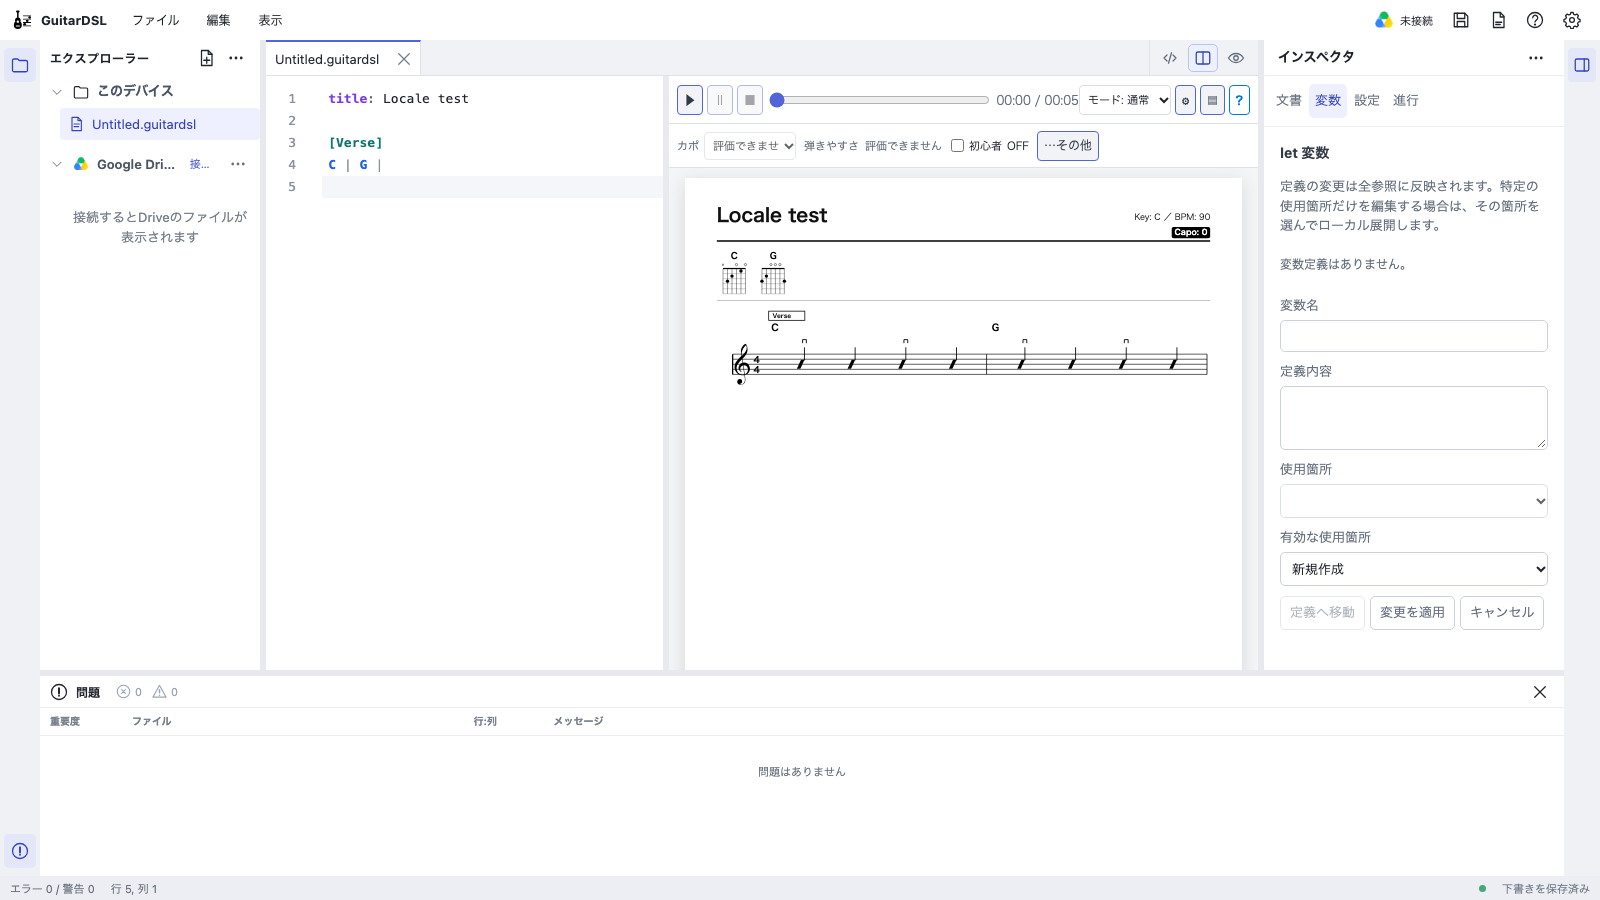 GuitarDSL ファイル 編集 表示 未接続
エクスプローラー
このデバイス
Untitled.guitardsl
Google Dri... 接...
接続するとDriveのファイルが
表示されます
Untitled.guitardsl
1 title: Locale test
2
3 [Verse]
4 C | G |
5
00:00 / 00:05 モード: 通常 ?
カポ 評価できませ 弾きやすさ 評価できません 初心者 OFF …その他
Locale test
Key: C ／ BPM: 90
Capo: 0
C G
Verse
C G
4
4
インスペクタ
文書 変数 設定 進行
let 変数
定義の変更は全参照に反映されます。特定の
使用箇所だけを編集する場合は、その箇所を
選んでローカル展開します。
変数定義はありません。
変数名
定義内容
使用箇所
有効な使用箇所
新規作成
定義へ移動 変更を適用 キャンセル
問題 0 0
重要度 ファイル 行:列 メッセージ
問題はありません
エラー 0 / 警告 0 行 5, 列 1 下書きを保存済み